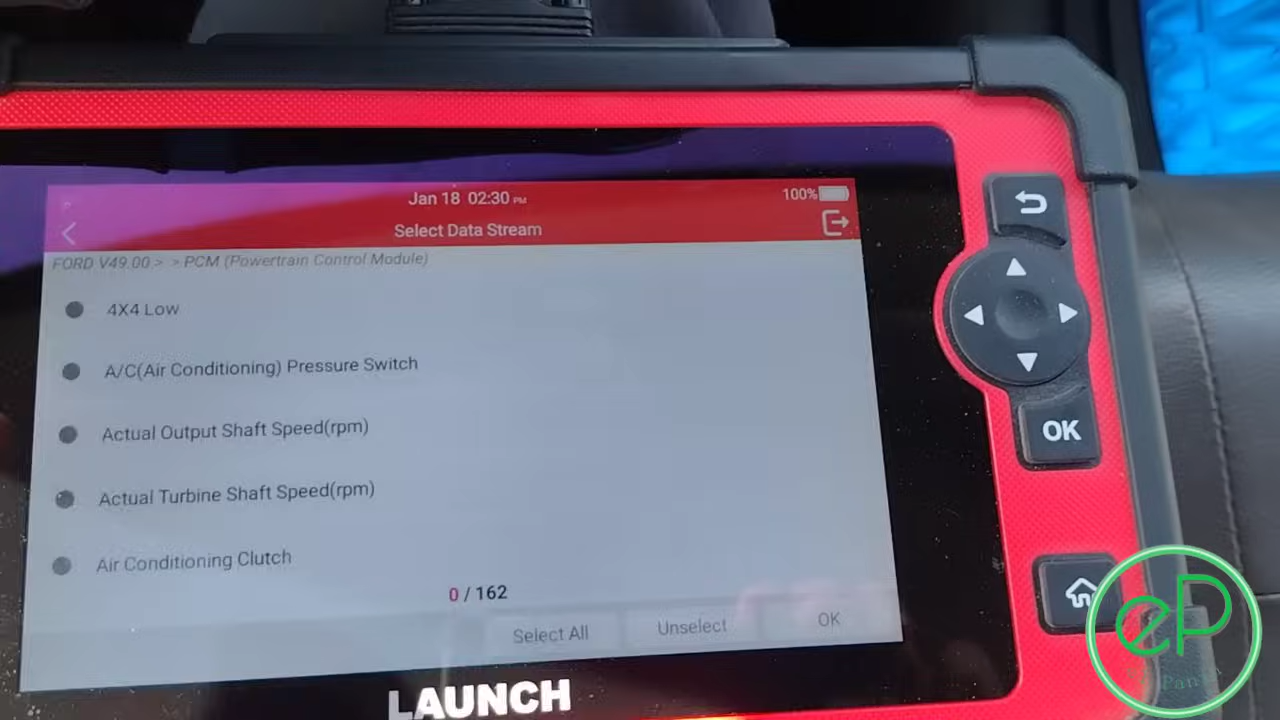 Jan 18 02:30 PM
100%
Select Data Stream
FORD V49.00 > > PCM (Powertrain Control Module)
4X4 Low
A/C(Air Conditioning) Pressure Switch
Actual Output Shaft Speed(rpm)
Actual Turbine Shaft Speed(rpm)
Air Conditioning Clutch
0 / 162
Select All
Unselect
OK
OK
LAUNCH
eP